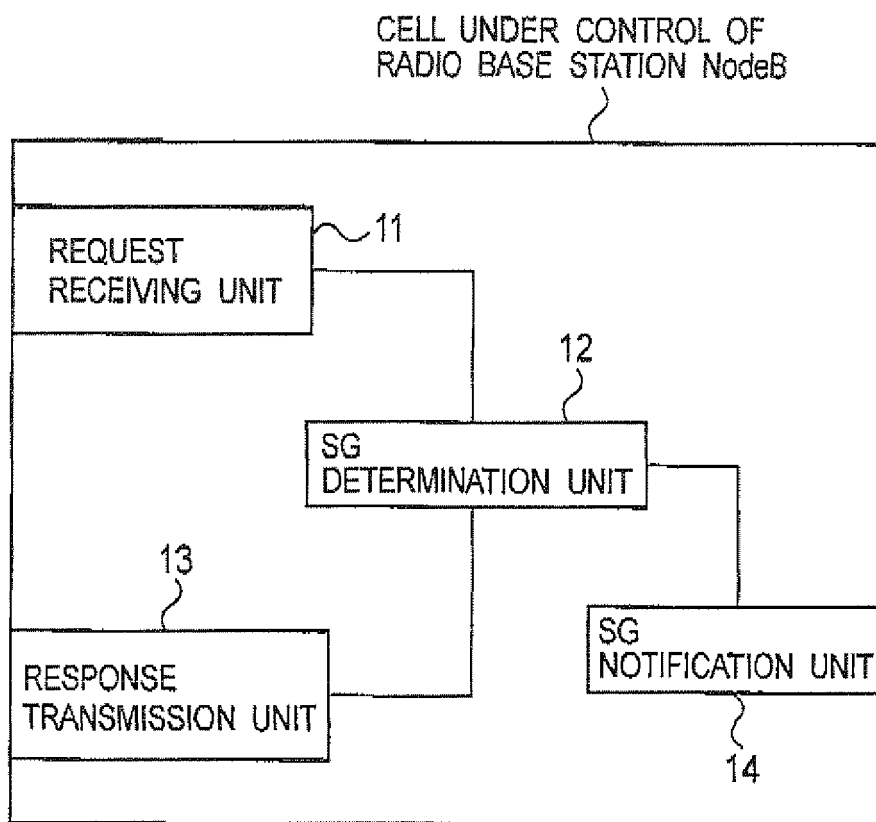 CELL UNDER CONTROL OF
RADIO BASE STATION NodeB
REQUEST
RECEIVING UNIT
11
12
SG
DETERMINATION UNIT
13
RESPONSE
TRANSMISSION UNIT
SG
NOTIFICATION UNIT
14